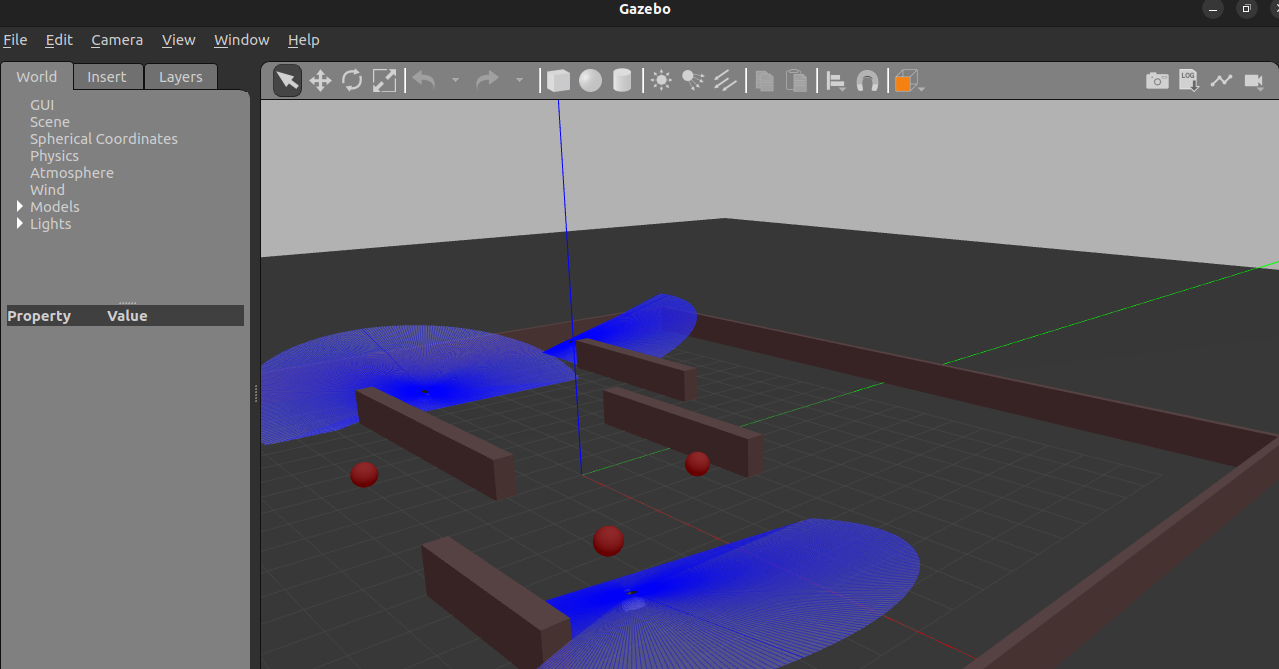 Gazebo
File Edit Camera View Window Help
World Insert Layers
GUI
Scene
Spherical Coordinates
Physics
Atmosphere
Wind
Models
Lights
Property Value
LOG